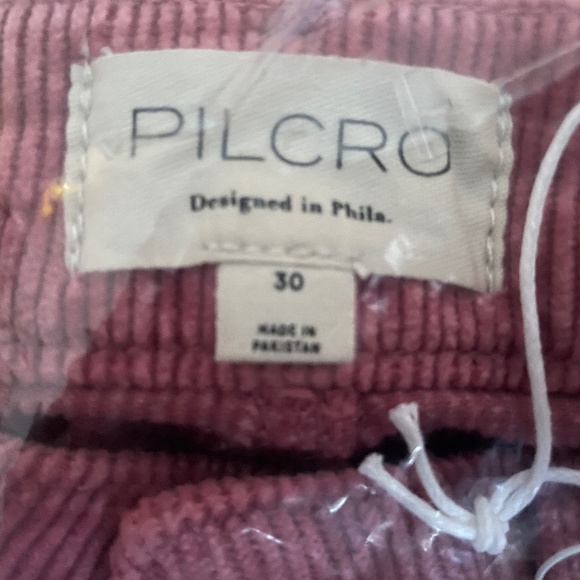 PILCRO
Designed in Phila.
30
MADE IN
PAKISTAN